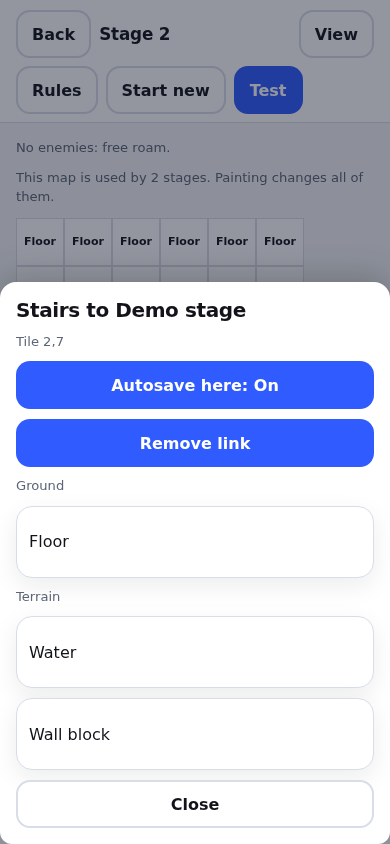 Back Stage 2 View
Rules Start new Test
No enemies: free roam.
This map is used by 2 stages. Painting changes all of
them.
Floor Floor Floor Floor Floor Floor
Stairs to Demo stage
Tile 2,7
Autosave here: On
Remove link
Ground
Floor
Terrain
Water
Wall block
Close